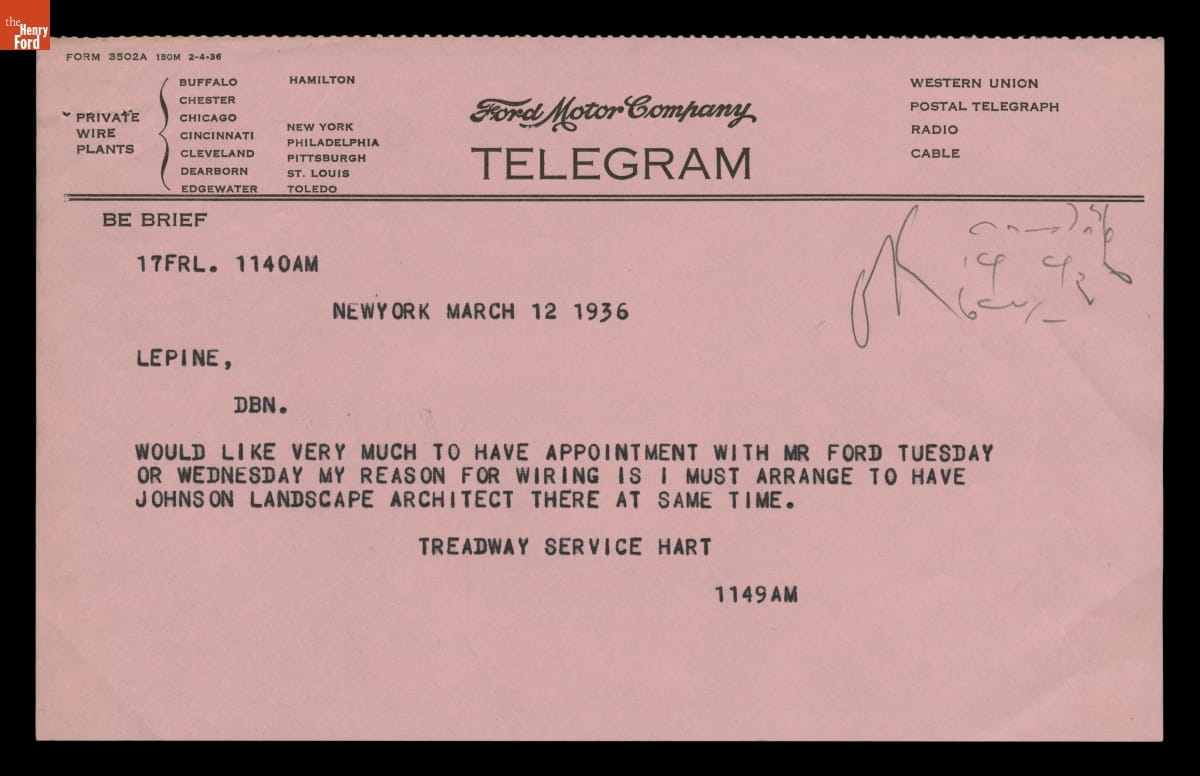 the
Henry
Ford
FORM 3502A 150M 2-4-36
PRIVATE
WIRE
PLANTS
BUFFALO
CHESTER
CHICAGO
CINCINNATI
CLEVELAND
DEARBORN
EDGEWATER
HAMILTON
NEW YORK
PHILADELPHIA
PITTSBURGH
ST. LOUIS
TOLEDO
Ford Motor Company
TELEGRAM
WESTERN UNION
POSTAL TELEGRAPH
RADIO
CABLE
BE BRIEF
OK
17FRL. 1140AM
NEWYORK MARCH 12 1936
LEPINE,
DBN.
WOULD LIKE VERY MUCH TO HAVE APPOINTMENT WITH MR FORD TUESDAY
OR WEDNESDAY MY REASON FOR WIRING IS I MUST ARRANGE TO HAVE
JOHNSON LANDSCAPE ARCHITECT THERE AT SAME TIME.
TREADWAY SERVICE HART
1149AM